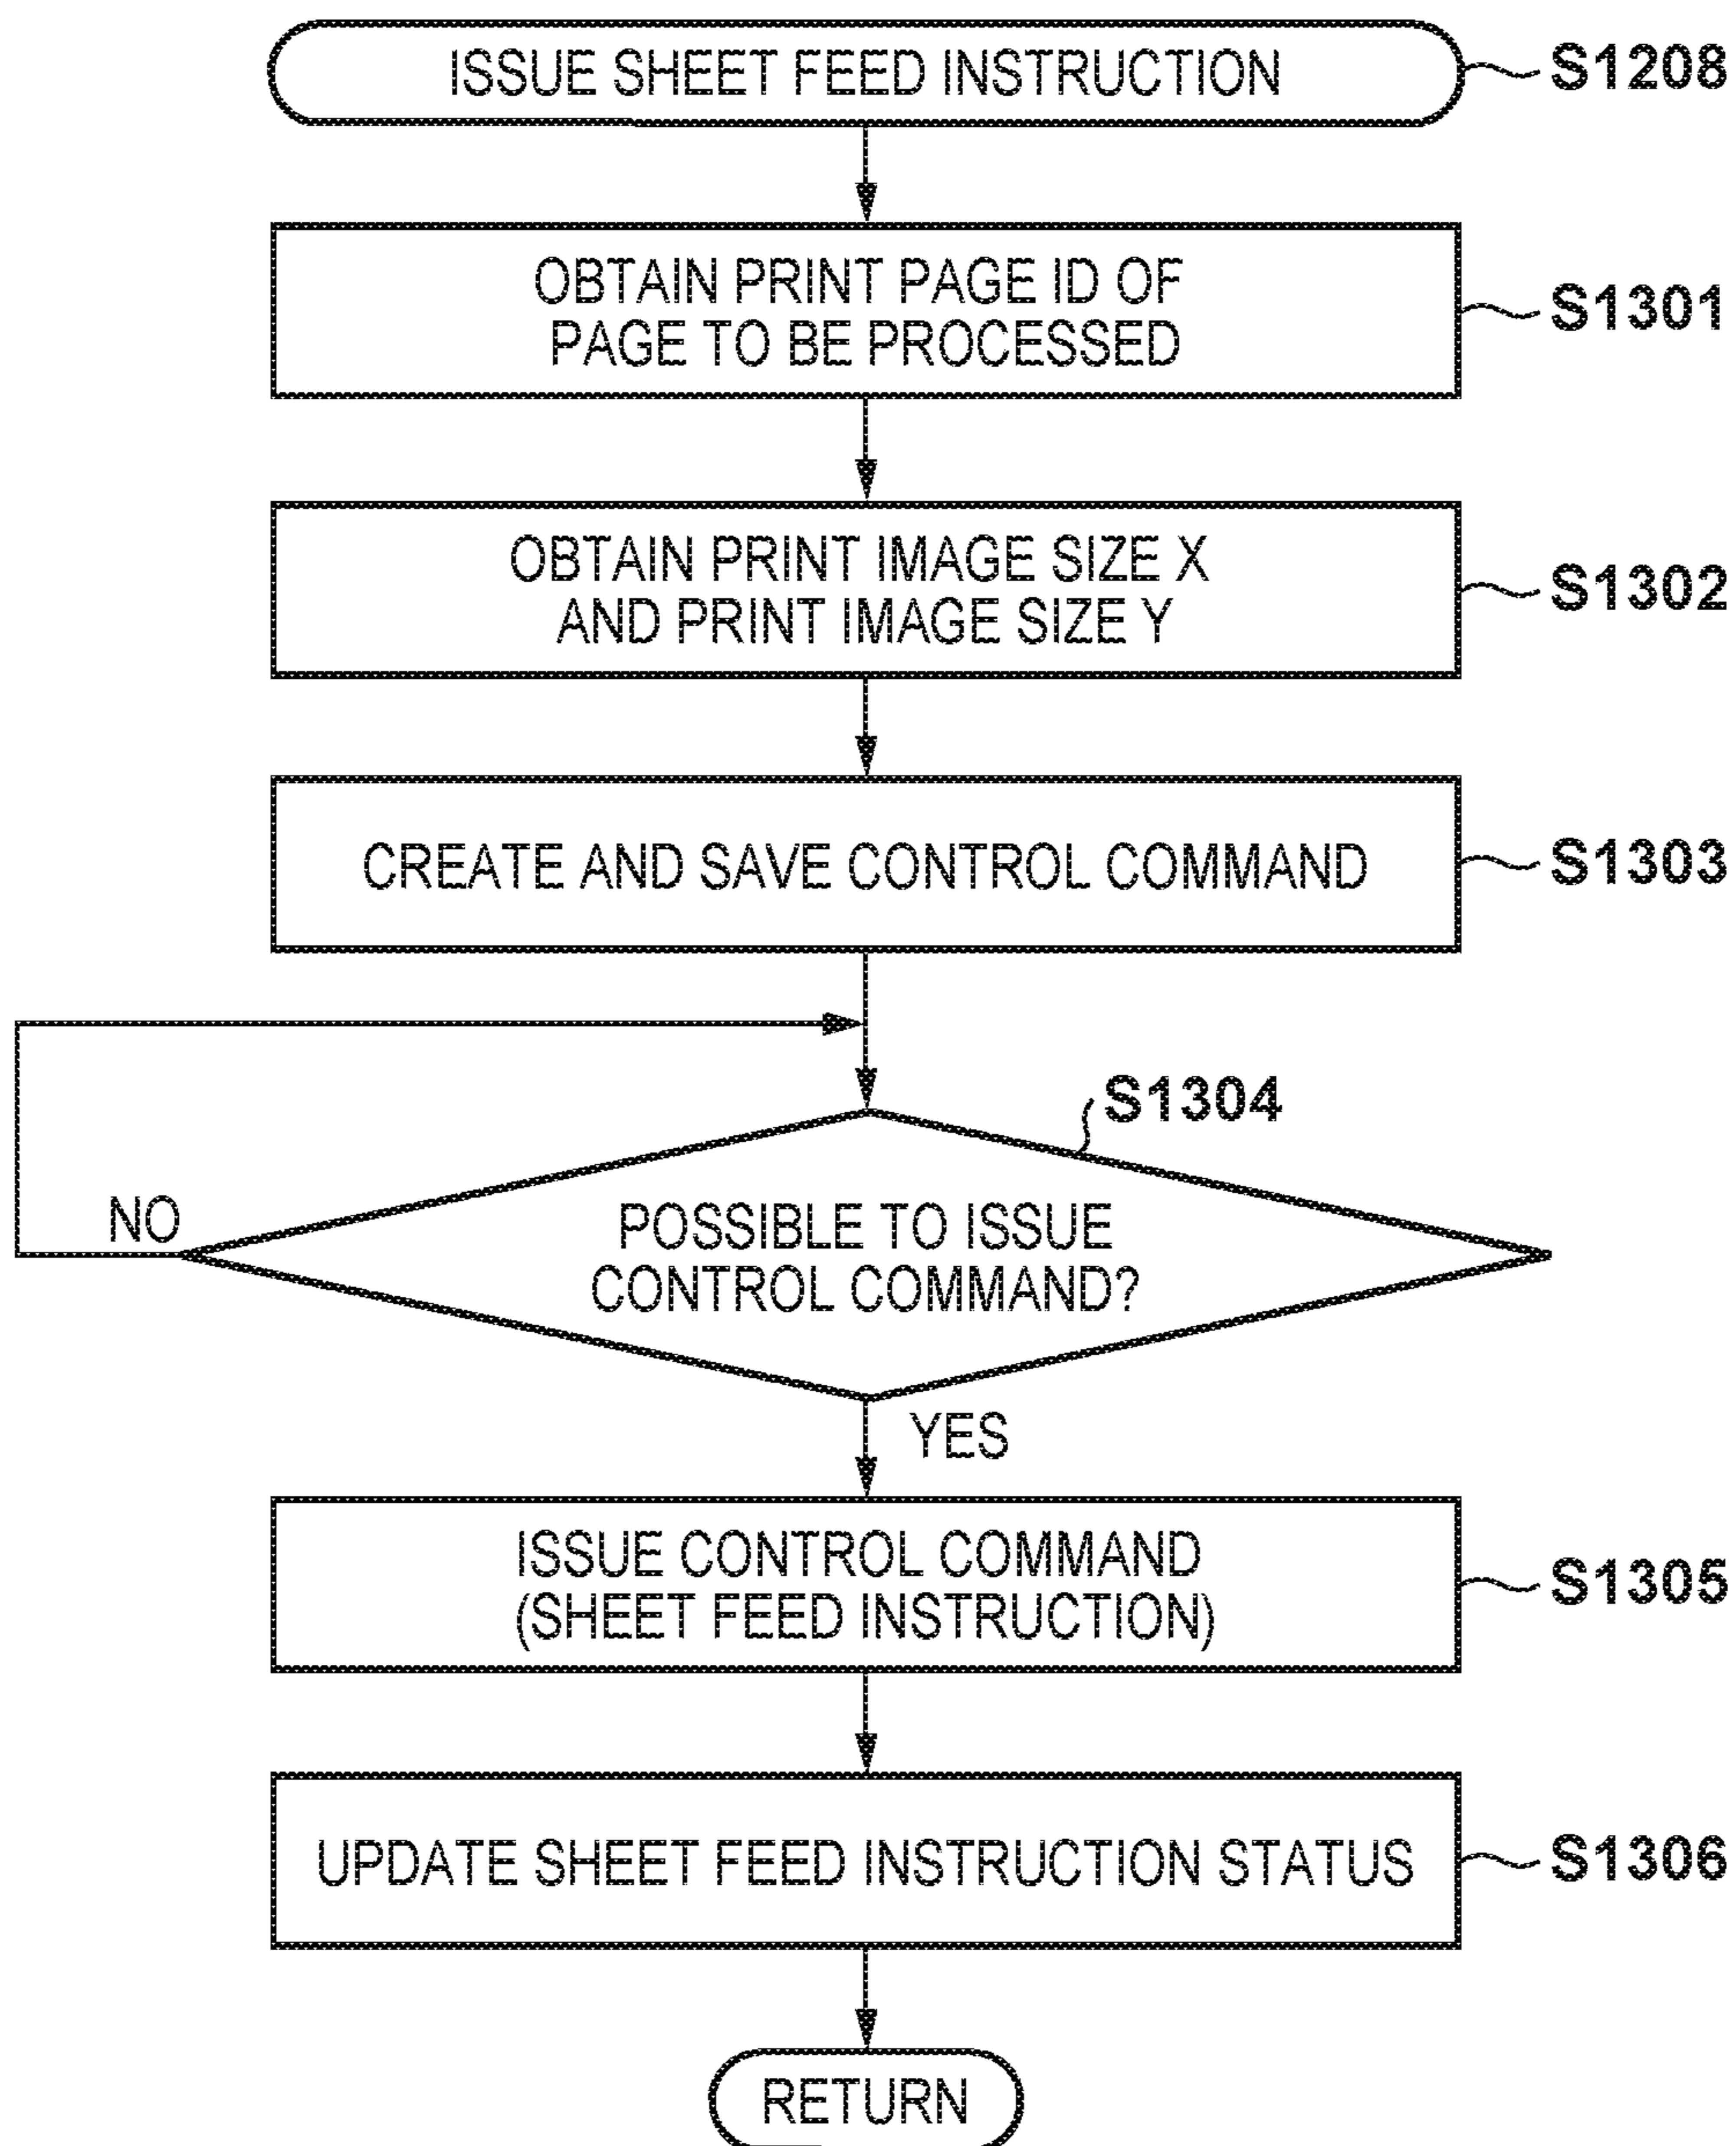 ISSUE SHEET FEED INSTRUCTION
S1208
OBTAIN PRINT PAGE ID OF
PAGE TO BE PROCESSED
S1301
OBTAIN PRINT IMAGE SIZE X
AND PRINT IMAGE SIZE Y
S1302
CREATE AND SAVE CONTROL COMMAND
S1303
S1304
NO
POSSIBLE TO ISSUE
CONTROL COMMAND?
YES
ISSUE CONTROL COMMAND
(SHEET FEED INSTRUCTION)
S1305
UPDATE SHEET FEED INSTRUCTION STATUS
S1306
RETURN